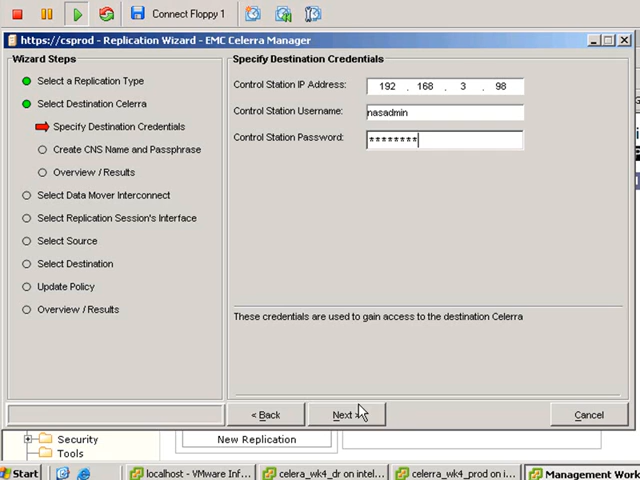 Connect Floppy 1
https://csprod - Replication Wizard - EMC Celerra Manager
Wizard Steps
Select a Replication Type
Select Destination Celerra
Specify Destination Credentials
Create CNS Name and Passphrase
Overview / Results
Select Data Mover Interconnect
Select Replication Session's Interface
Select Source
Select Destination
Update Policy
Overview / Results
Specify Destination Credentials
Control Station IP Address: 192 . 168 . 3 . 98
Control Station Username: nasadmin
Control Station Password: ********
These credentials are used to gain access to the destination Celerra
< Back
Next >
Cancel
Security
Tools
New Replication
Start
localhost - VMware Inf...
celera_wk4_dr on intel...
celerra_wk4_prod on i...
Management Work